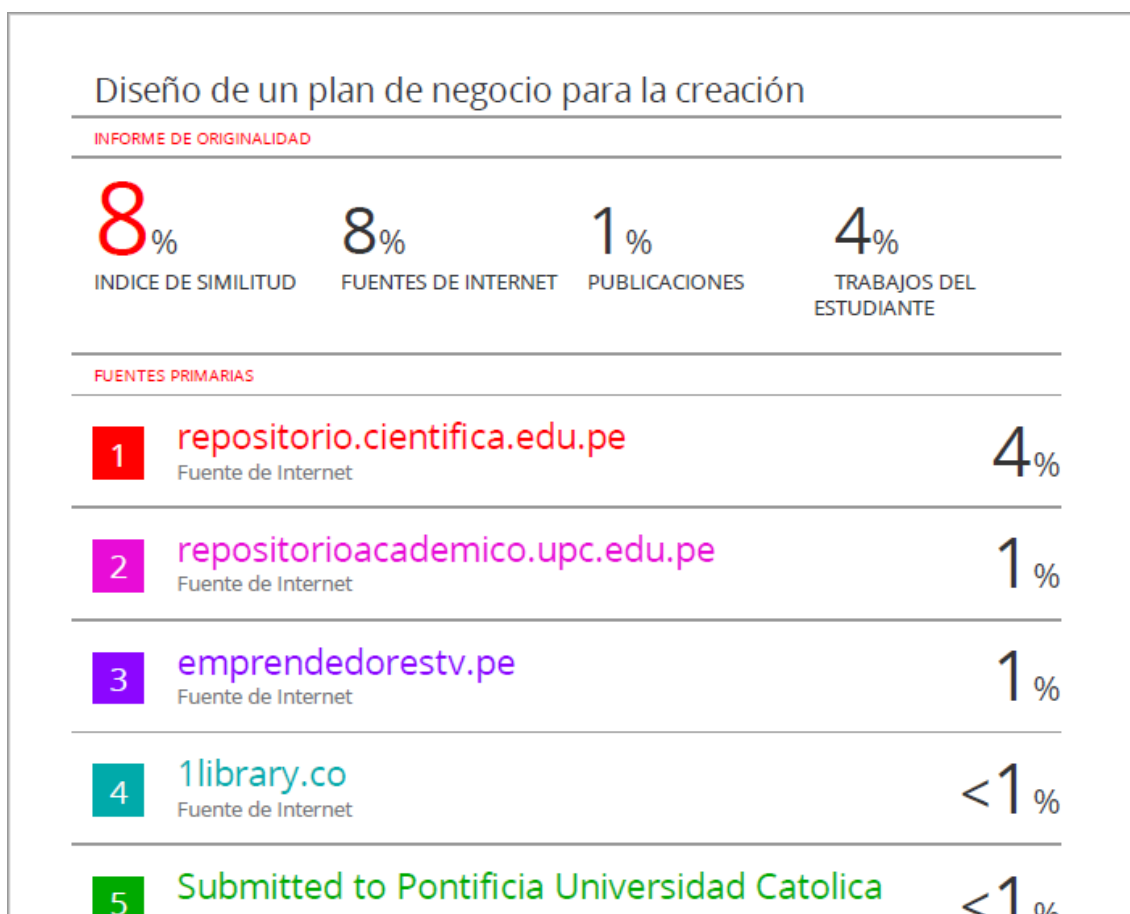 Diseño de un plan de negocio para la creación
INFORME DE ORIGINALIDAD
8% 8% 1% 4%
INDICE DE SIMILITUD FUENTES DE INTERNET PUBLICACIONES TRABAJOS DEL
ESTUDIANTE
FUENTES PRIMARIAS
1 repositorio.cientifica.edu.pe 4%
Fuente de Internet
2 repositorioacademico.upc.edu.pe 1%
Fuente de Internet
3 emprendedorestv.pe 1%
Fuente de Internet
4 1library.co <1%
Fuente de Internet
5 Submitted to Pontificia Universidad Catolica <1%